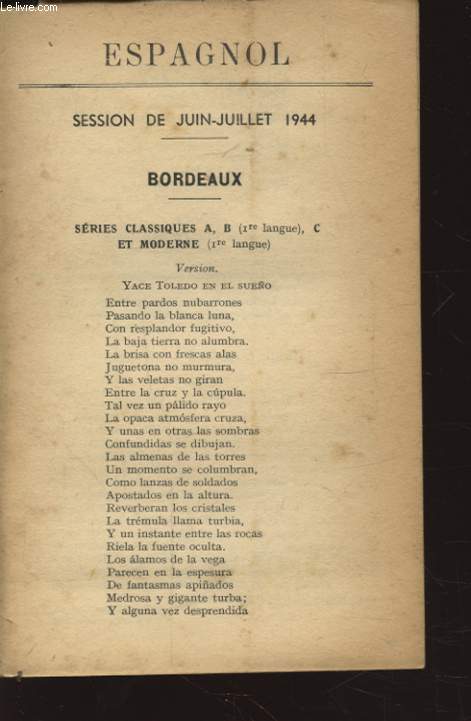 Le-livre.com
ESPAGNOL
SESSION DE JUIN-JUILLET 1944
BORDEAUX
SÉRIES CLASSIQUES A, B (1re langue), C
ET MODERNE (1re langue)
Version.
YACE TOLEDO EN EL SUEÑO
Entre pardos nubarrones
Pasando la blanca luna,
Con resplandor fugitivo,
La baja tierra no alumbra.
La brisa con frescas alas
Juguetona no murmura,
Y las veletas no giran
Entre la cruz y la cúpula.
Tal vez un pálido rayo
La opaca atmósfera cruza,
Y unas en otras las sombras
Confundidas se dibujan.
Las almenas de las torres
Un momento se columbran,
Como lanzas de soldados
Apostados en la altura.
Reverberan los cristales
La trémula llama turbia,
Y un instante entre las rocas
Riela la fuente oculta.
Los álamos de la vega
Parecen en la espesura
De fantasmas apiñados
Medrosa y gigante turba;
Y alguna vez desprendida